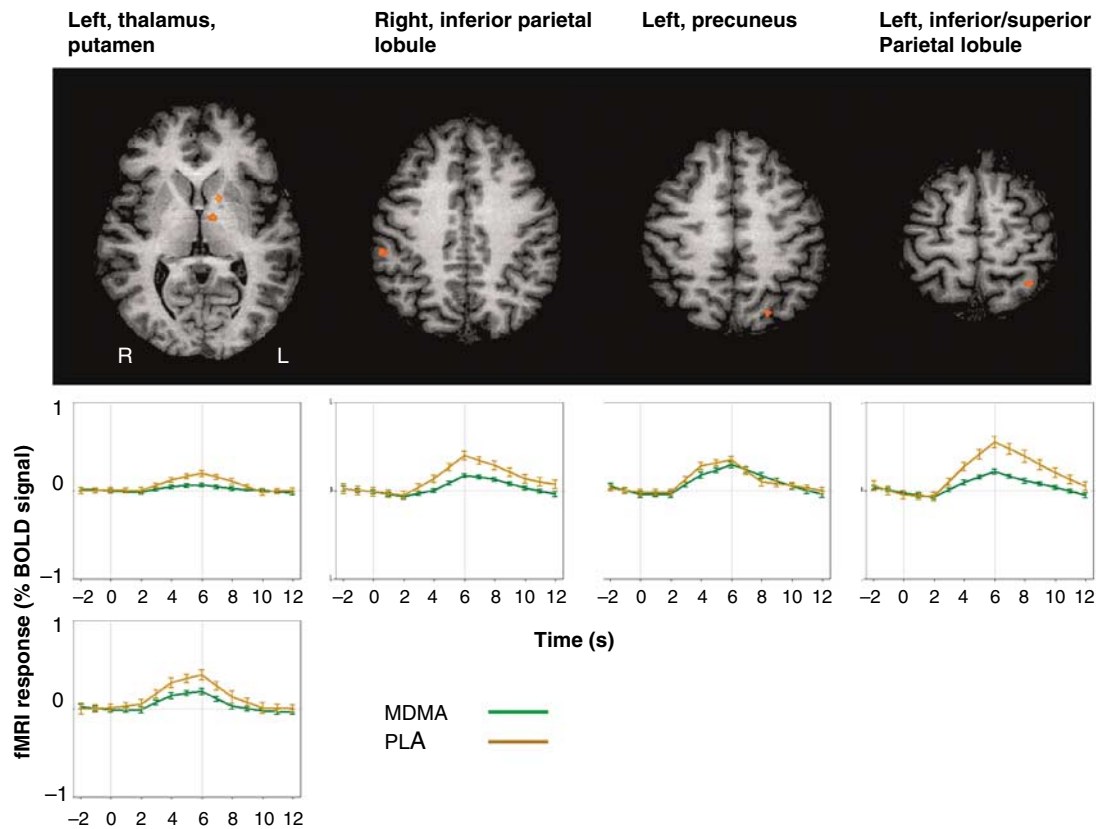 Left, thalamus,
putamen
Right, inferior parietal
lobule
Left, precuneus
Left, inferior/superior
Parietal lobule
R
L
fMRI response (% BOLD signal)
1
0
−1
−2 0 2 4 6 8 10 12
−2 0 2 4 6 8 10 12
−2 0 2 4 6 8 10 12
−2 0 2 4 6 8 10 12
Time (s)
1
0
−1
−2 0 2 4 6 8 10 12
MDMA
PLA